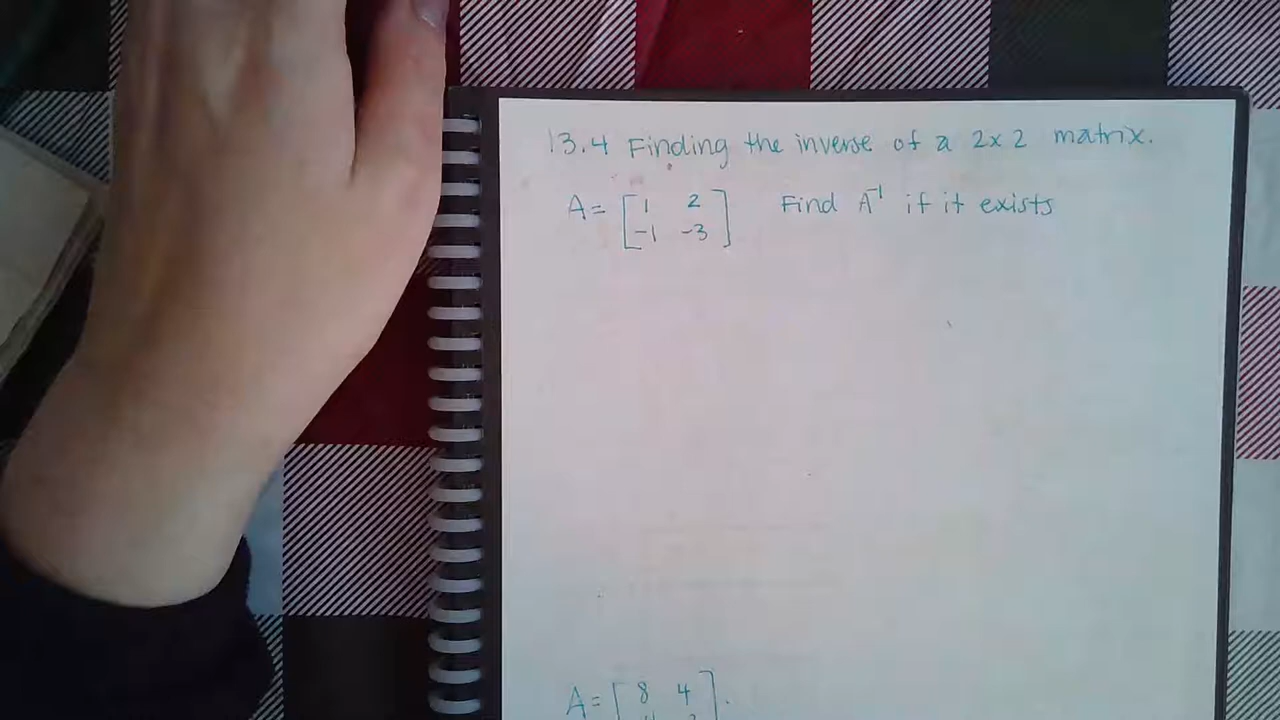 13.4 Finding the inverse of a 2x2 matrix.
A = [1 2 Find A⁻¹ if it exists
-1 -3]
A = [8 4].